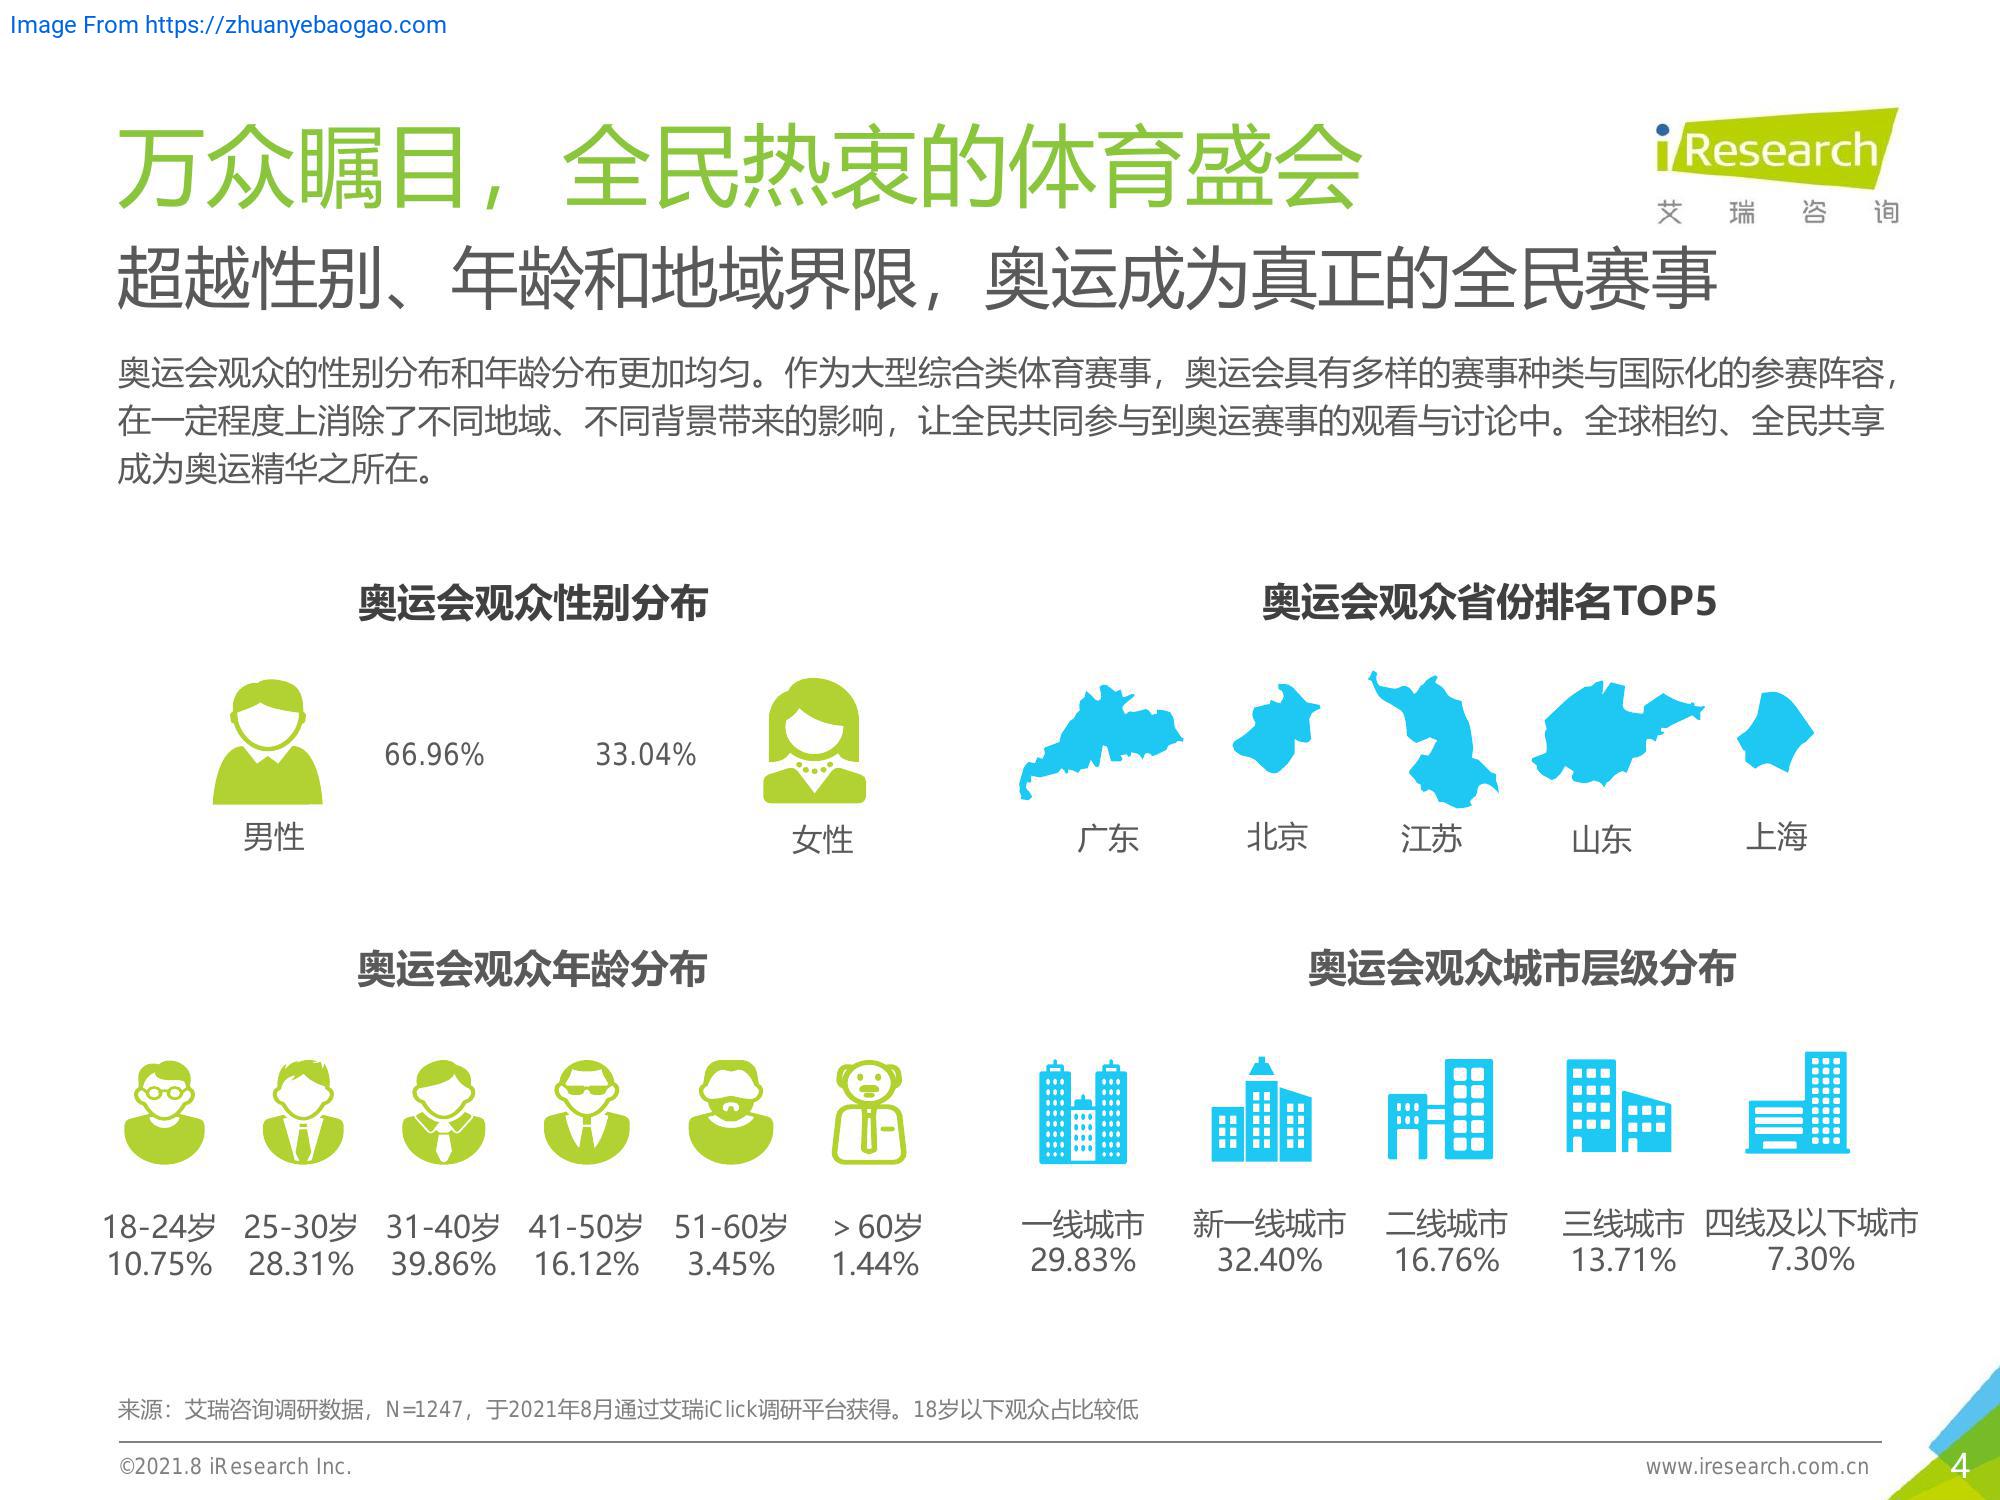 Image From https://zhuanyebaogao.com
万众瞩目，全民热衷的体育盛会
iResearch
艾瑞咨询
超越性别、年龄和地域界限，奥运成为真正的全民赛事
奥运会观众的性别分布和年龄分布更加均匀。作为大型综合类体育赛事，奥运会具有多样的赛事种类与国际化的参赛阵容，
在一定程度上消除了不同地域、不同背景带来的影响，让全民共同参与到奥运赛事的观看与讨论中。全球相约、全民共享
成为奥运精华之所在。
奥运会观众性别分布
66.96% 33.04%
男性 女性
奥运会观众省份排名TOP5
广东 北京 江苏 山东 上海
奥运会观众年龄分布
18-24岁 25-30岁 31-40岁 41-50岁 51-60岁 > 60岁
10.75% 28.31% 39.86% 16.12% 3.45% 1.44%
奥运会观众城市层级分布
一线城市 新一线城市 二线城市 三线城市 四线及以下城市
29.83% 32.40% 16.76% 13.71% 7.30%
来源：艾瑞咨询调研数据，N=1247，于2021年8月通过艾瑞iClick调研平台获得。18岁以下观众占比较低
©2021.8 iResearch Inc. www.iresearch.com.cn 4